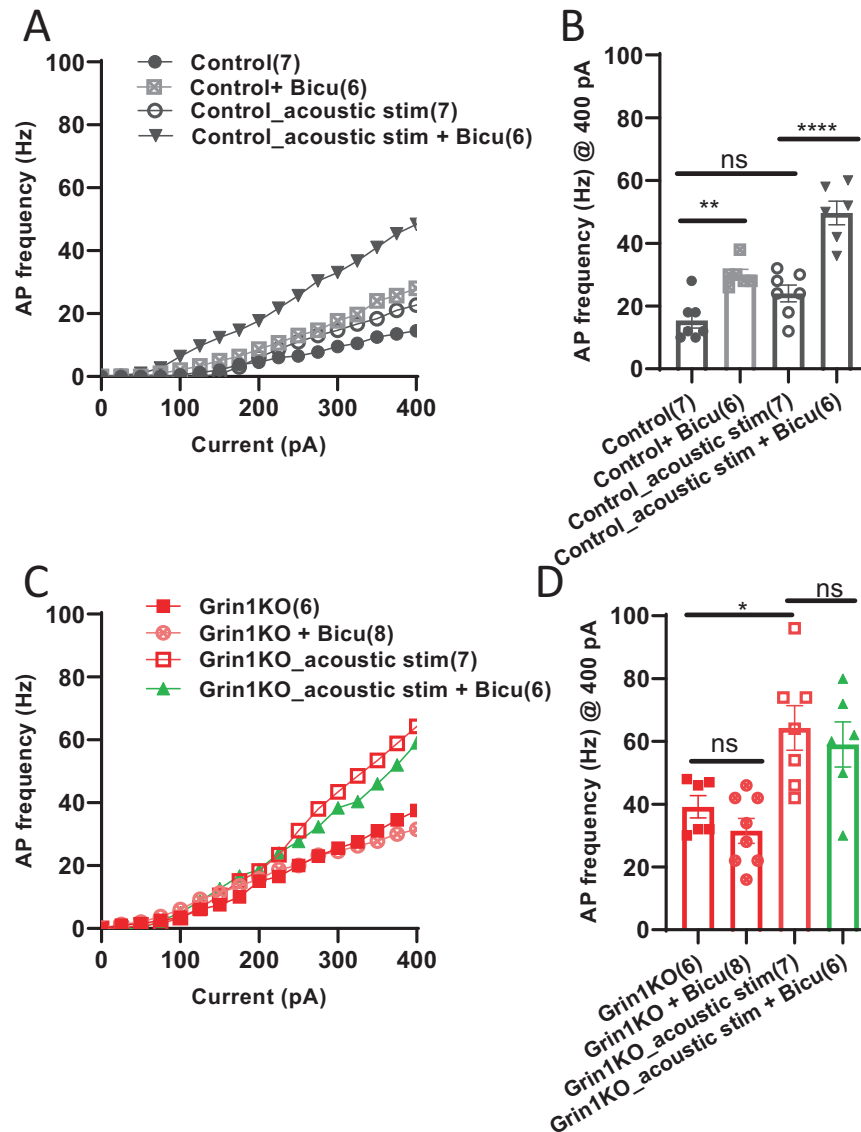 A
100
80
60
40
20
0
0
100
200
300
400
AP frequency (Hz)
Current (pA)
Control(7)
Control+ Bicu(6)
Control_acoustic stim(7)
Control_acoustic stim + Bicu(6)
B
100
80
60
40
20
0
AP frequency (Hz) @ 400 pA
**
ns
****
Control(7)
Control+ Bicu(6)
Control_acoustic stim(7)
Control_acoustic stim + Bicu(6)
C
100
80
60
40
20
0
0
100
200
300
400
AP frequency (Hz)
Current (pA)
Grin1KO(6)
Grin1KO + Bicu(8)
Grin1KO_acoustic stim(7)
Grin1KO_acoustic stim + Bicu(6)
D
100
80
60
40
20
0
AP frequency (Hz) @ 400 pA
ns
*
ns
Grin1KO(6)
Grin1KO + Bicu(8)
Grin1KO_acoustic stim(7)
Grin1KO_acoustic stim + Bicu(6)